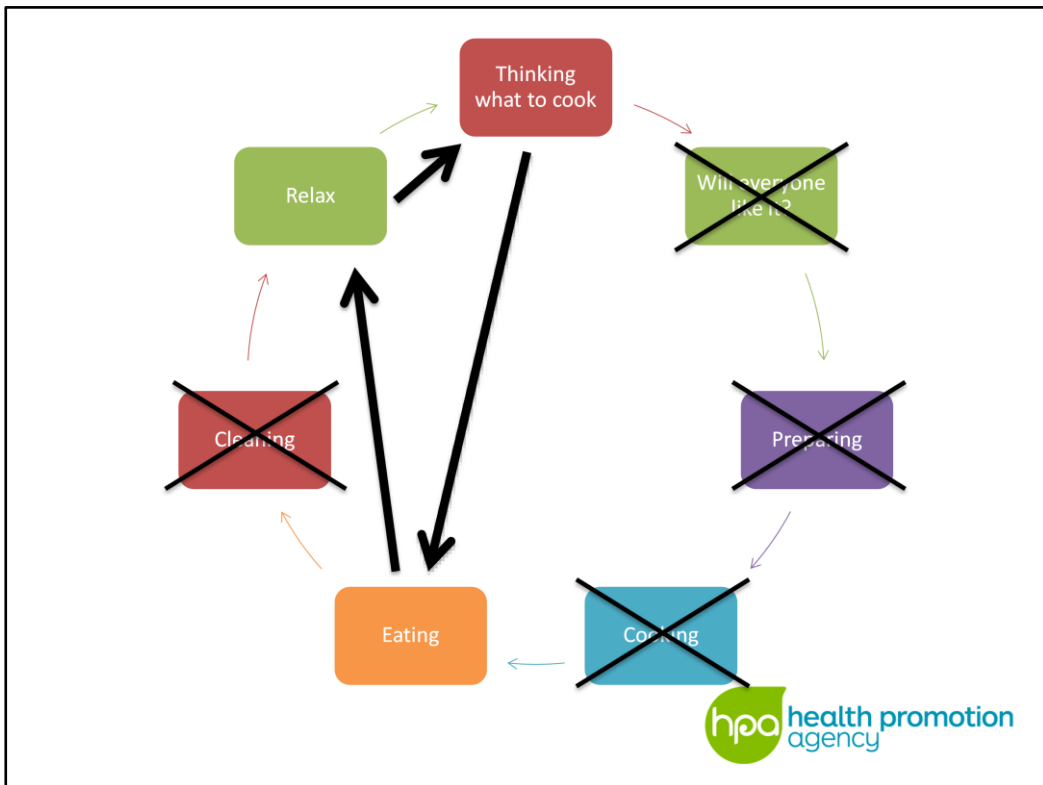 Thinking
what to cook
Will everyone
like it?
Preparing
Cooking
Eating
Cleaning
Relax
hpa health promotion
agency